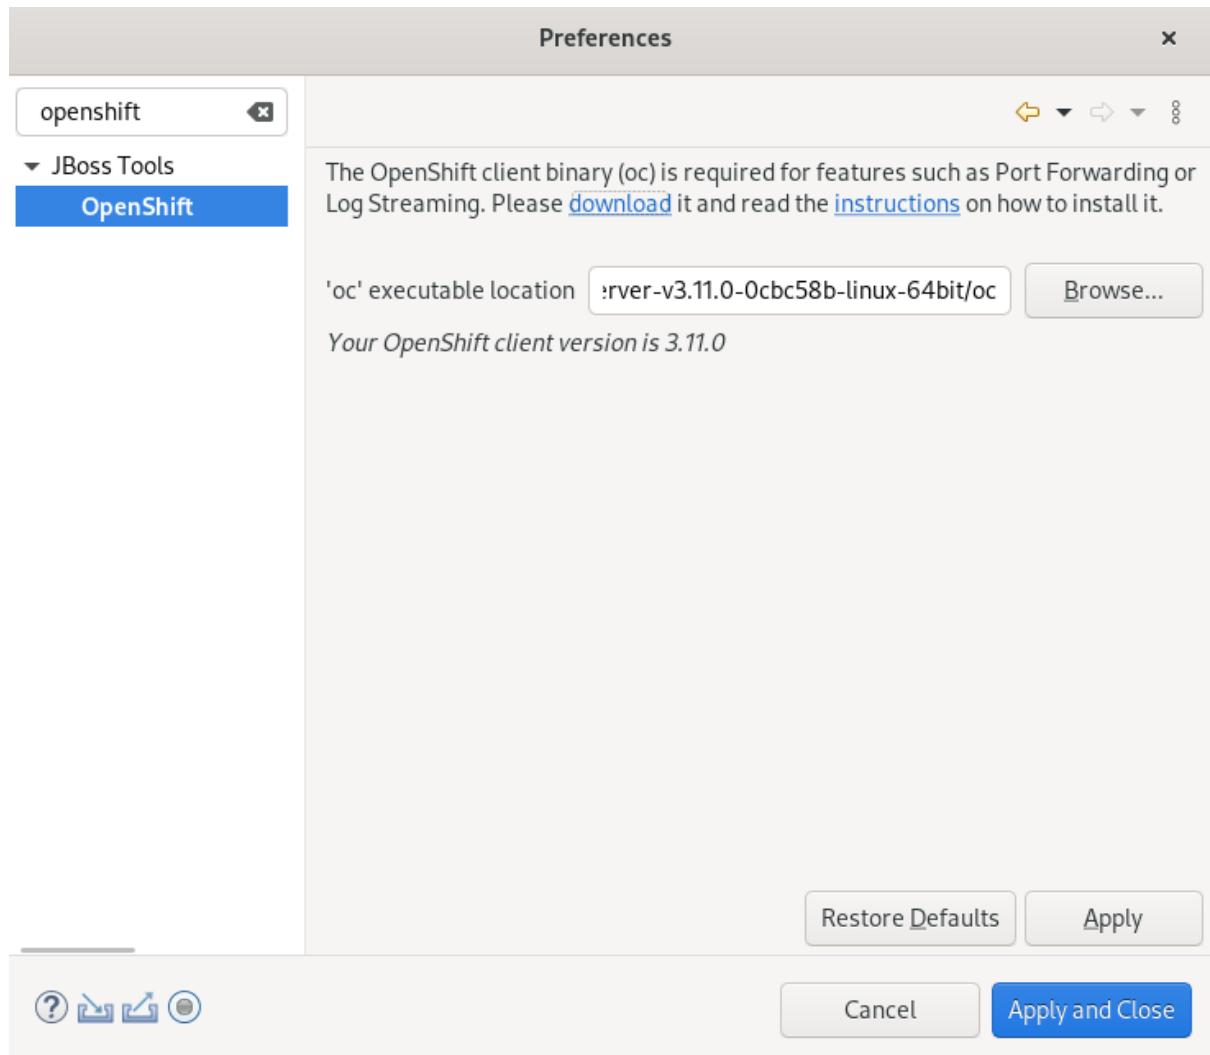 Preferences
openshift
JBoss Tools
OpenShift
The OpenShift client binary (oc) is required for features such as Port Forwarding or
Log Streaming. Please download it and read the instructions on how to install it.
'oc' executable location erver-v3.11.0-0cbc58b-linux-64bit/oc Browse...
Your OpenShift client version is 3.11.0
Restore Defaults Apply
Cancel Apply and Close